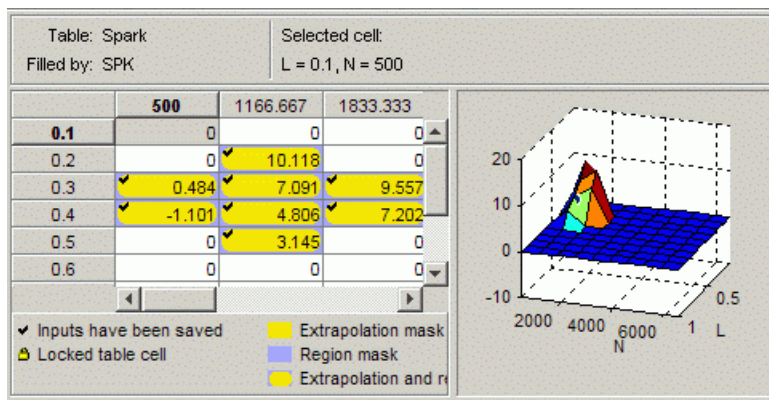 Table: Spark
Filled by: SPK
Selected cell:
L = 0.1, N = 500
500 1166.667 1833.333
0.1 0 0 0
0.2 0 10.118 0
0.3 0.484 7.091 9.557
0.4 -1.101 4.806 7.202
0.5 0 3.145 0
0.6 0 0 0
Inputs have been saved
Locked table cell
Extrapolation mask
Region mask
Extrapolation and r
20
10
0
-10
2000 4000 6000
N
1 0.5
L